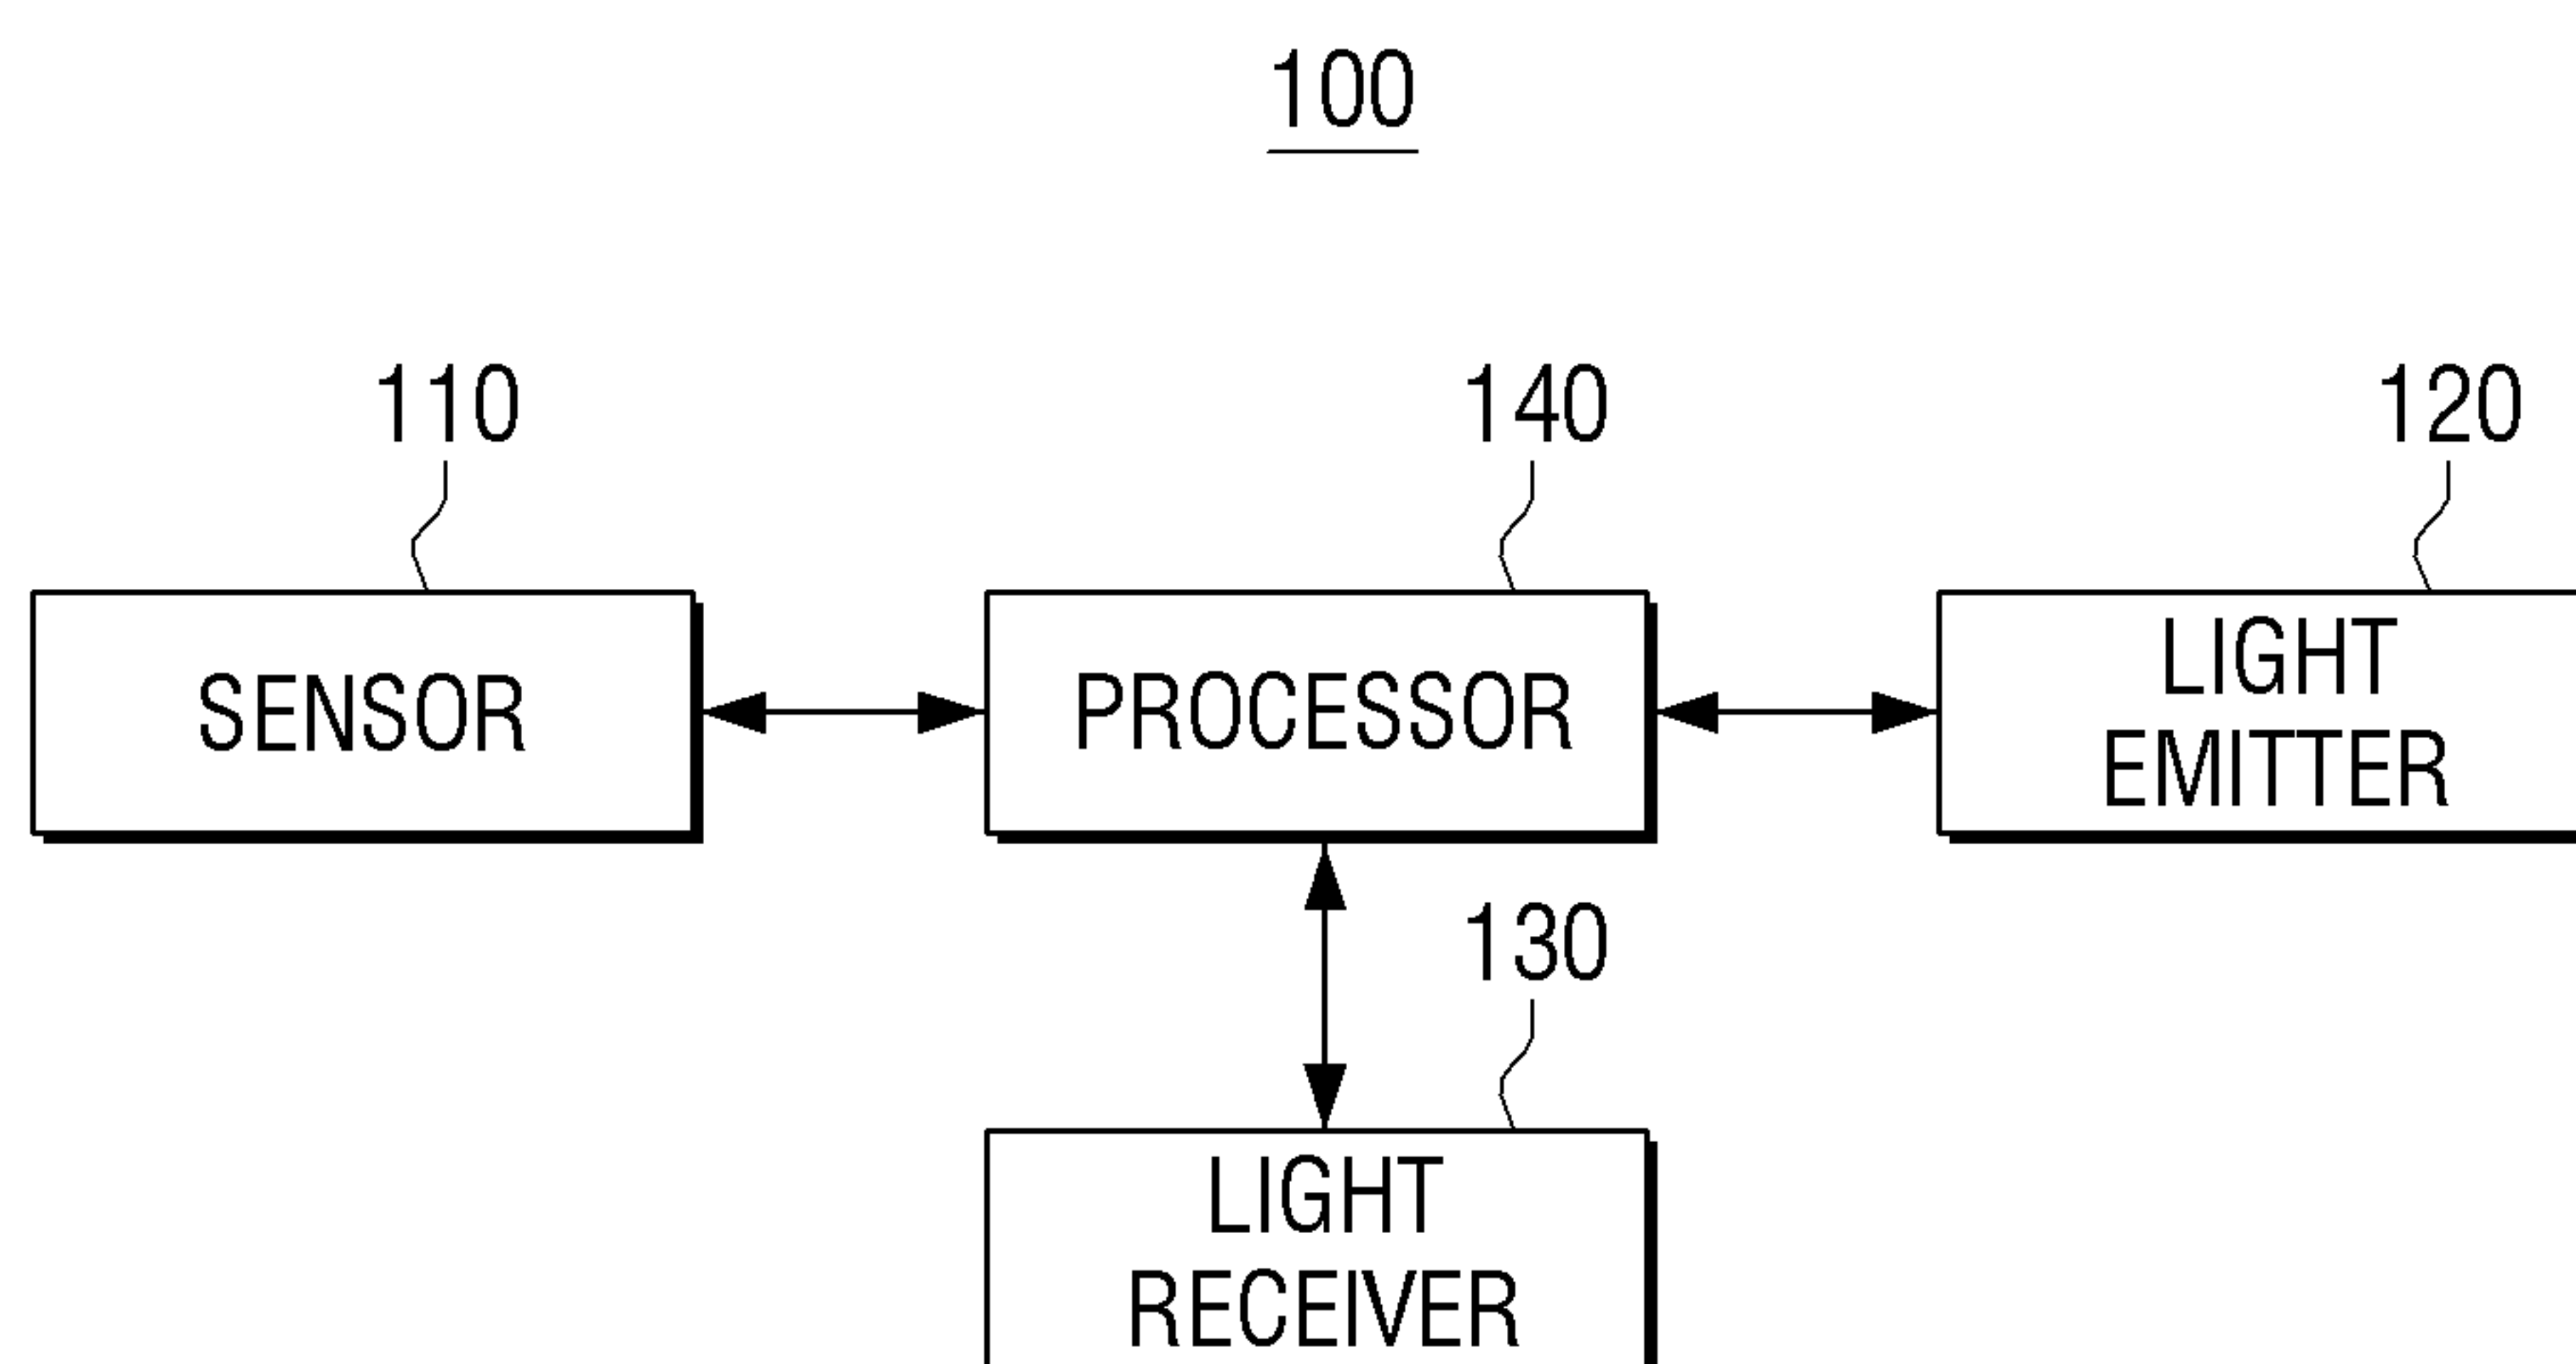 100
110
140
120
SENSOR
PROCESSOR
LIGHT
EMITTER
130
LIGHT
RECEIVER